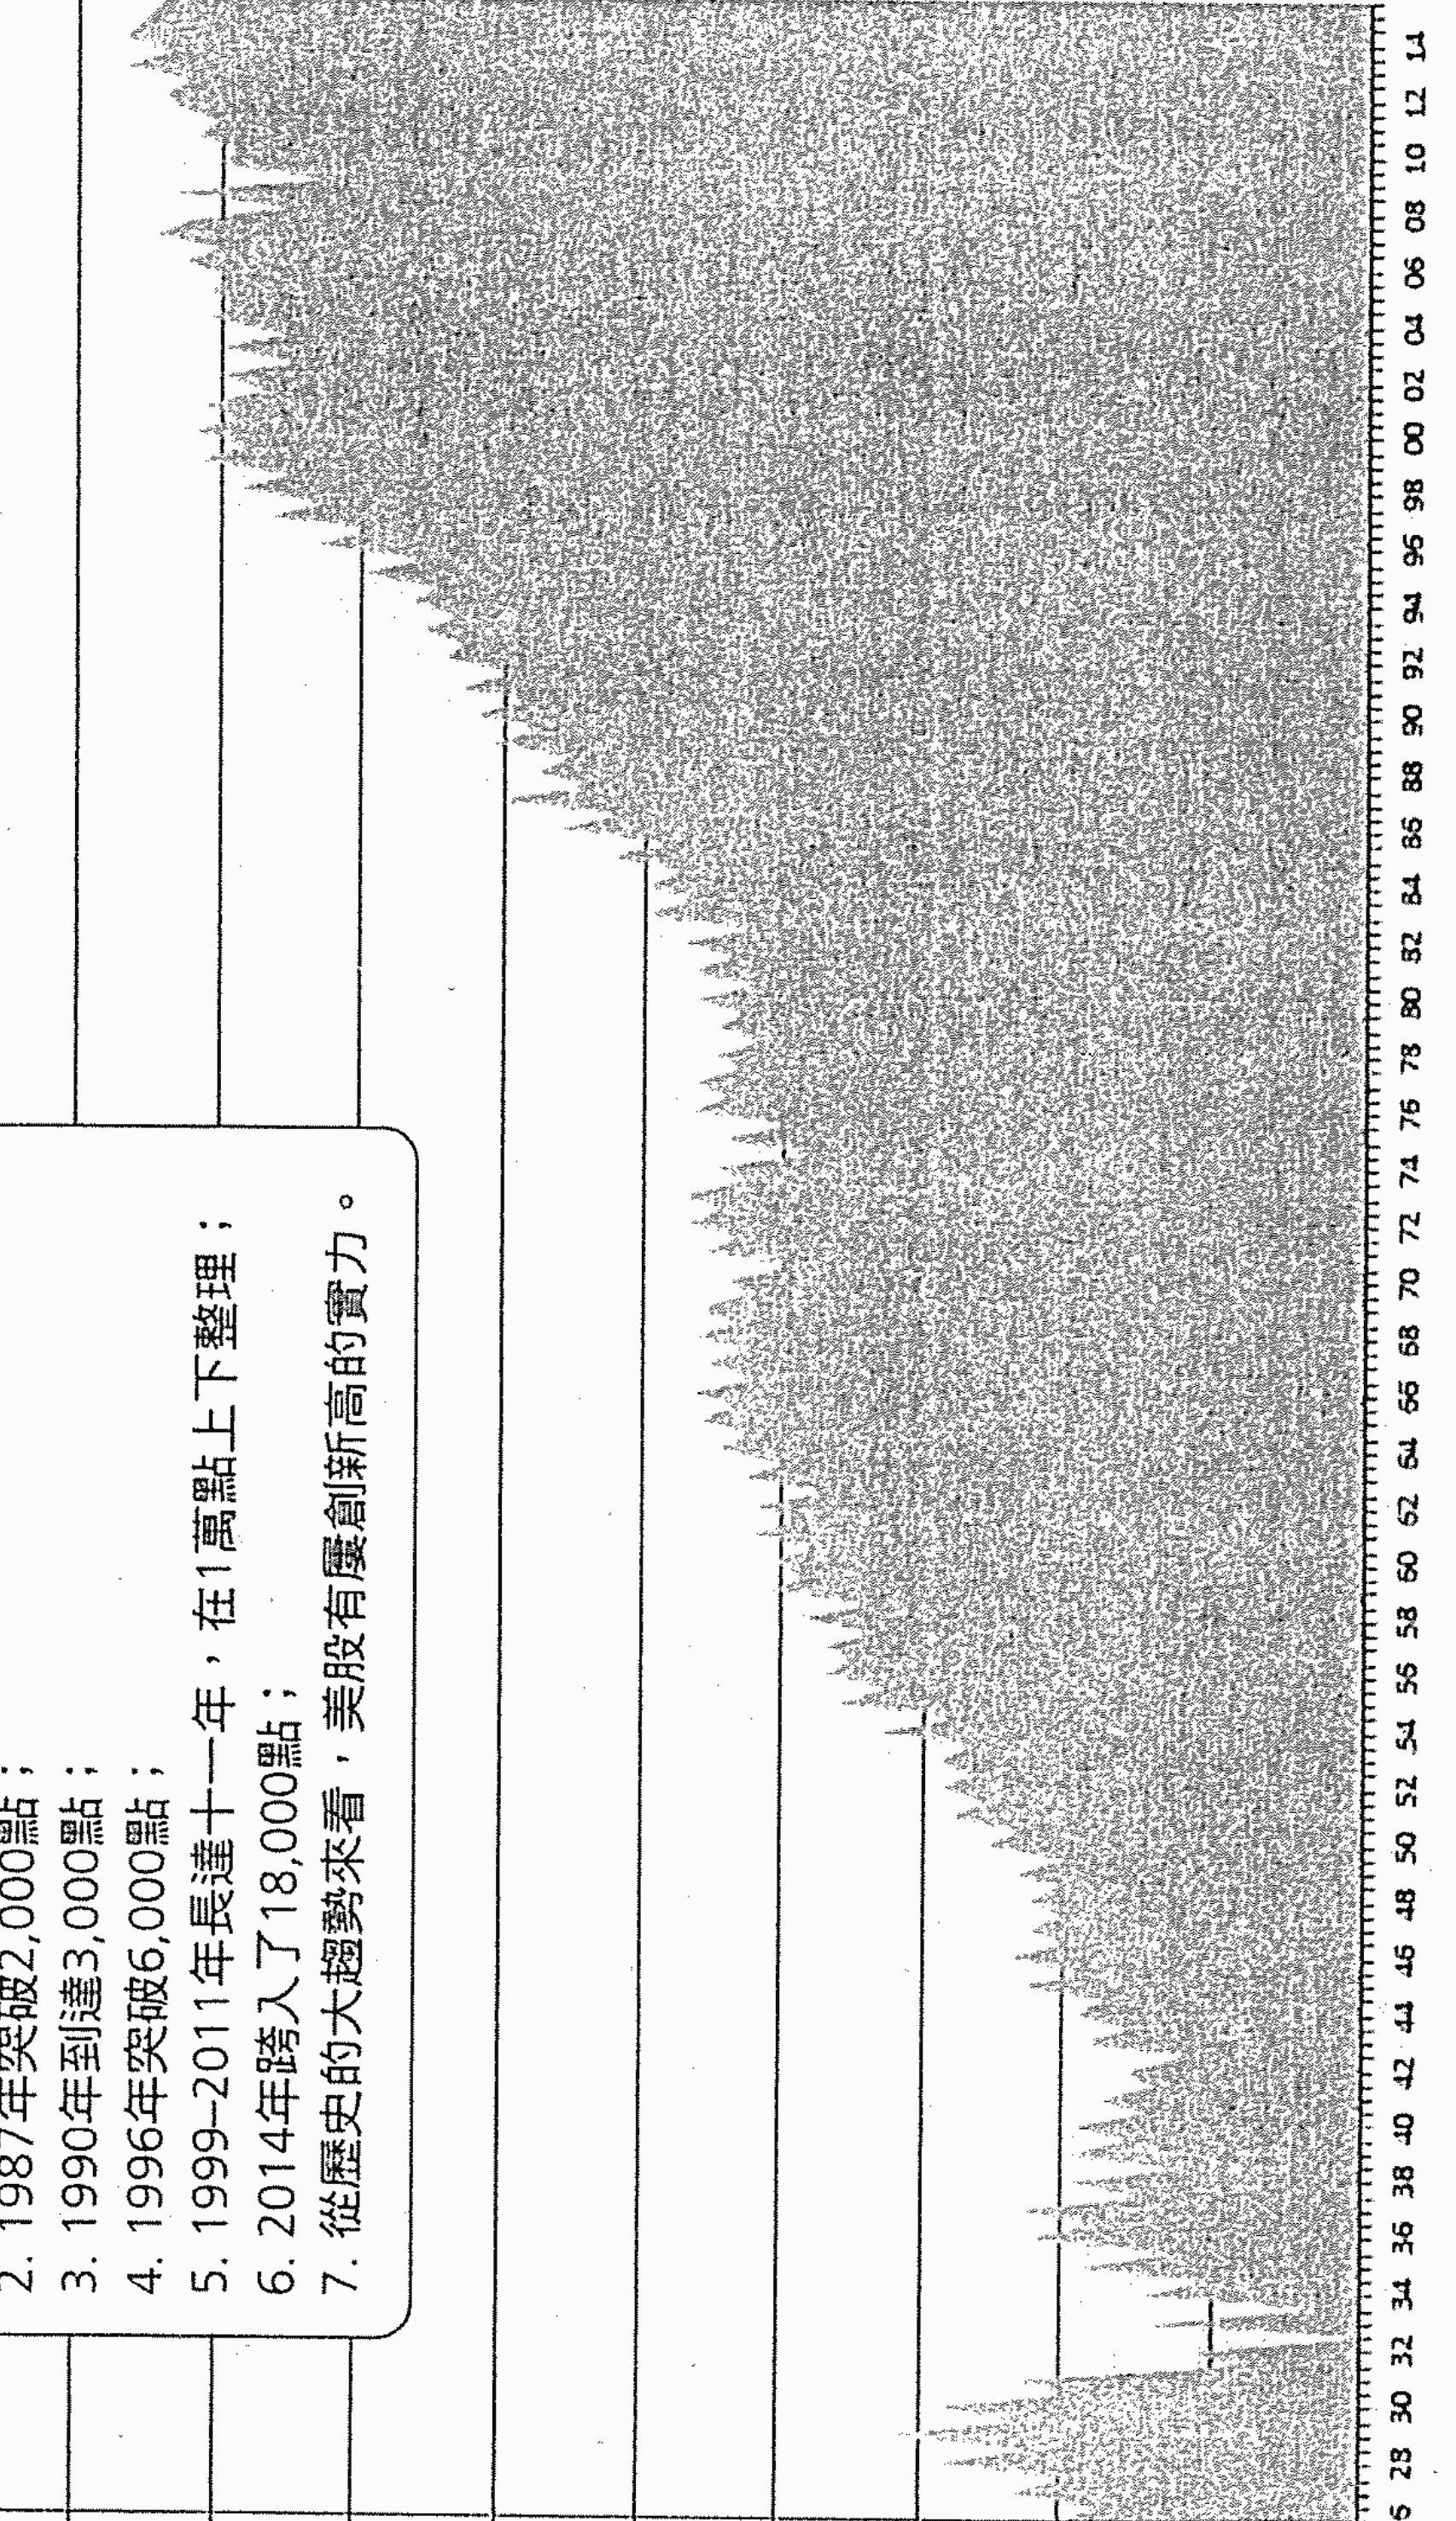 2. 1987年突破2,000點；
3. 1990年到達3,000點；
4. 1996年突破6,000點；
5. 1999–2011年長達十一年，在1萬點上下整理；
6. 2014年跨入了18,000點；
7. 從歷史的大趨勢來看，美股有屢創新高的實力。
6 28 30 32 34 36 38 40 42 44 46 48 50 52 54 56 58 60 62 64 66 68 70 72 74 76 78 80 82 84 86 88 90 92 94 96 98 00 02 04 06 08 10 12 14